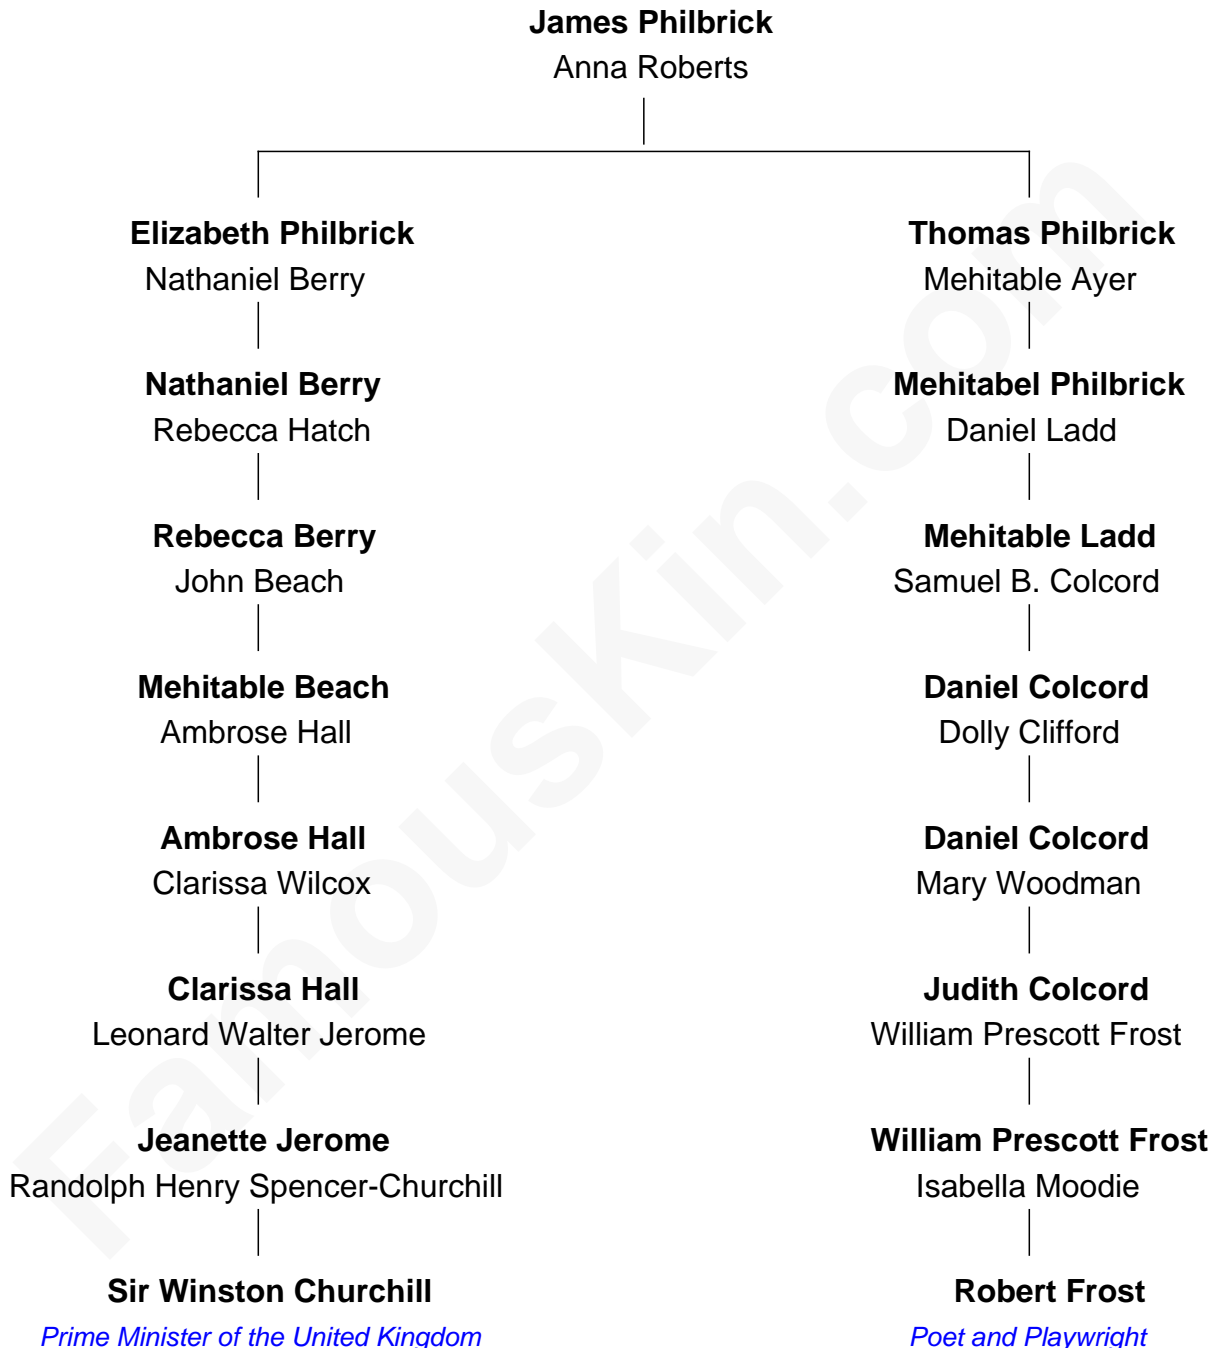 James Philbrick
Anna Roberts
Elizabeth Philbrick
Nathaniel Berry
Thomas Philbrick
Mehitable Ayer
Nathaniel Berry
Rebecca Hatch
Mehitabel Philbrick
Daniel Ladd
Rebecca Berry
John Beach
Mehitable Ladd
Samuel B. Colcord
Mehitable Beach
Ambrose Hall
Daniel Colcord
Dolly Clifford
Ambrose Hall
Clarissa Wilcox
Daniel Colcord
Mary Woodman
Clarissa Hall
Leonard Walter Jerome
Judith Colcord
William Prescott Frost
Jeanette Jerome
Randolph Henry Spencer-Churchill
William Prescott Frost
Isabella Moodie
Sir Winston Churchill
Prime Minister of the United Kingdom
Robert Frost
Poet and Playwright
FamousKin.com